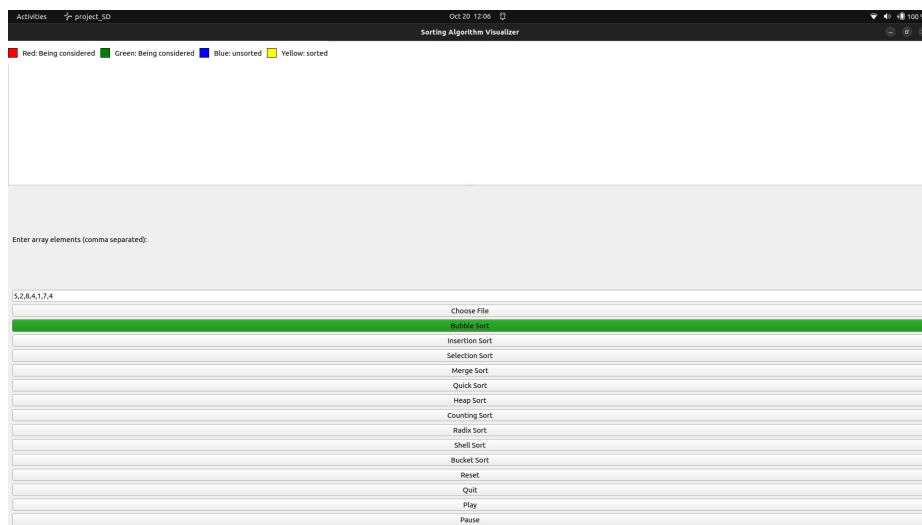 Activities project_SD Oct 20 12:06 100 %
Sorting Algorithm Visualizer
Red: Being considered Green: Being considered Blue: unsorted Yellow: sorted
Enter array elements (comma separated):
5,2,8,4,1,7,4
Choose File
Bubble Sort
Insertion Sort
Selection Sort
Merge Sort
Quick Sort
Heap Sort
Counting Sort
Radix Sort
Shell Sort
Bucket Sort
Reset
Quit
Play
Pause